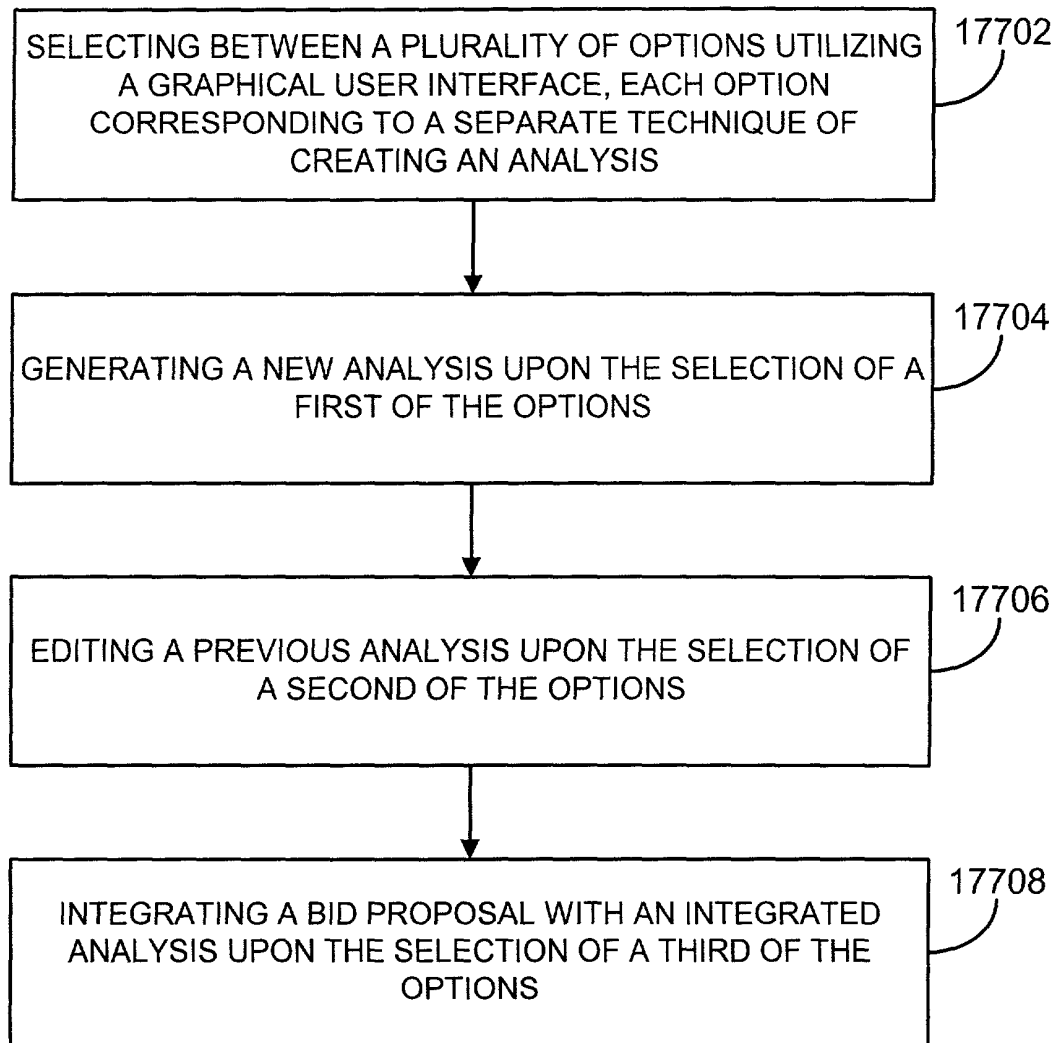 SELECTING BETWEEN A PLURALITY OF OPTIONS UTILIZING
A GRAPHICAL USER INTERFACE, EACH OPTION
CORRESPONDING TO A SEPARATE TECHNIQUE OF
CREATING AN ANALYSIS
17702
GENERATING A NEW ANALYSIS UPON THE SELECTION OF A
FIRST OF THE OPTIONS
17704
EDITING A PREVIOUS ANALYSIS UPON THE SELECTION OF
A SECOND OF THE OPTIONS
17706
INTEGRATING A BID PROPOSAL WITH AN INTEGRATED
ANALYSIS UPON THE SELECTION OF A THIRD OF THE
OPTIONS
17708